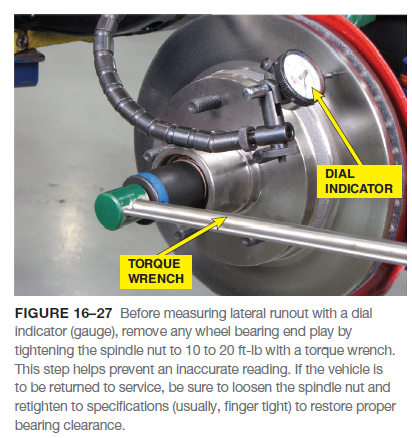 DIAL
INDICATOR
TORQUE
WRENCH
FIGURE 16–27 Before measuring lateral runout with a dial
indicator (gauge), remove any wheel bearing end play by
tightening the spindle nut to 10 to 20 ft-lb with a torque wrench.
This step helps prevent an inaccurate reading. If the vehicle is
to be returned to service, be sure to loosen the spindle nut and
retighten to specifications (usually, finger tight) to restore proper
bearing clearance.